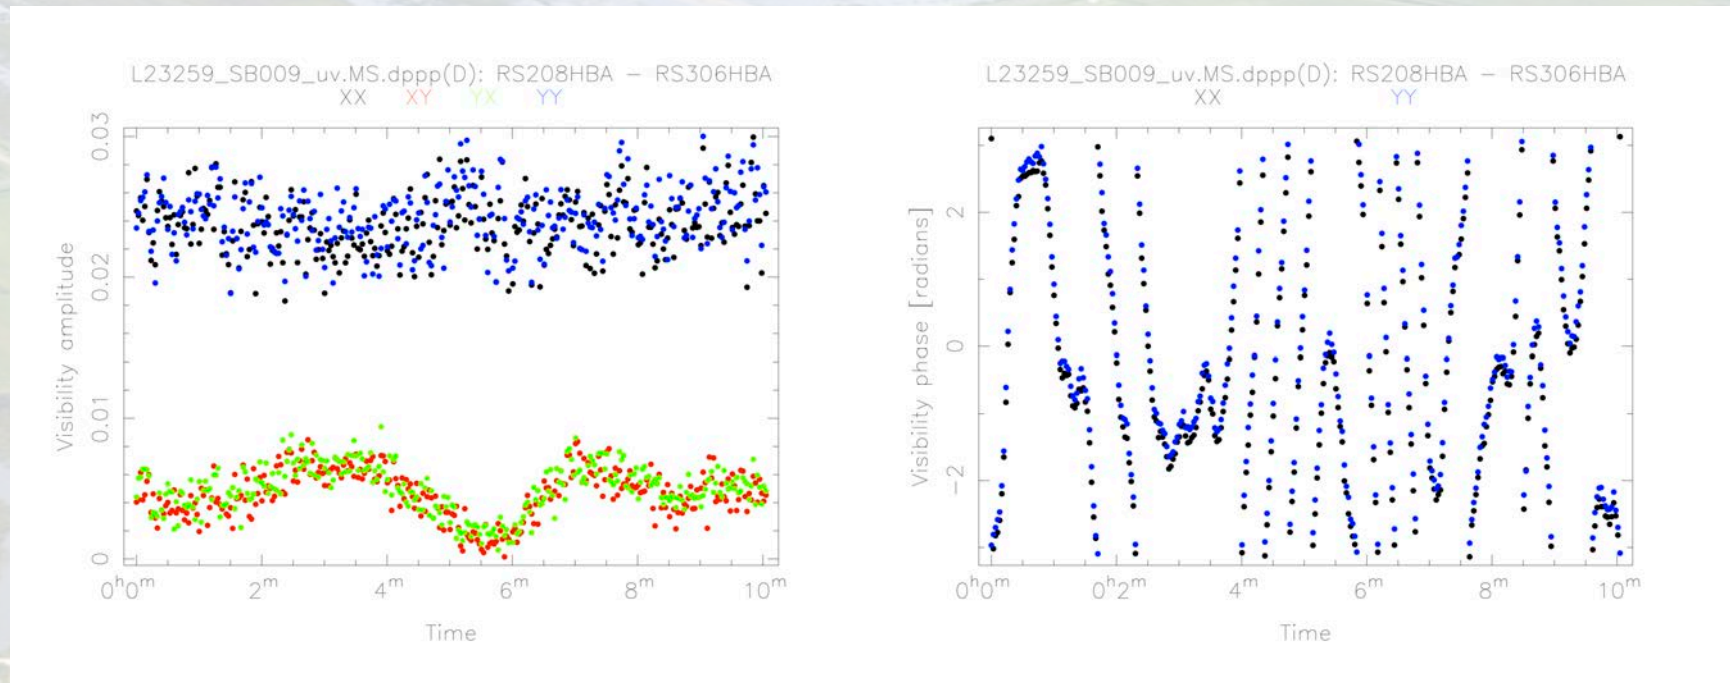 L23259_SB009_uv.MS.dppp(D): RS208HBA – RS306HBA
XX XY YX YY
0.03
0.02
0.01
0
Visibility amplitude
0ʰ0ᵐ 2ᵐ 4ᵐ 6ᵐ 8ᵐ 10ᵐ
Time
L23259_SB009_uv.MS.dppp(D): RS208HBA – RS306HBA
XX YY
2
0
−2
Visibility phase [radians]
0ʰ0ᵐ 0ʰ2ᵐ 4ᵐ 6ᵐ 8ᵐ 10ᵐ
Time